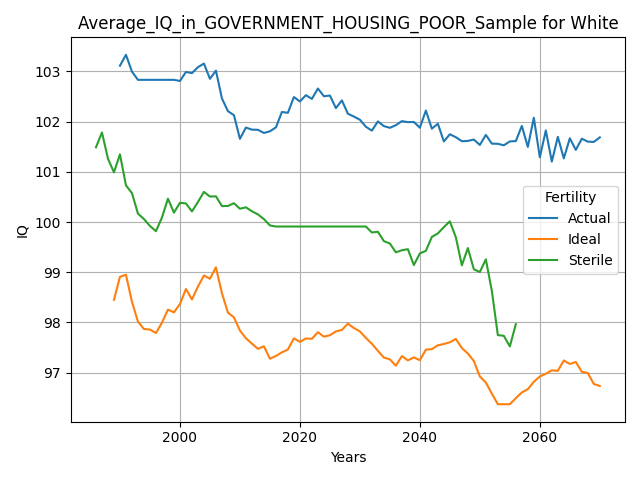 Average_IQ_in_GOVERNMENT_HOUSING_POOR_Sample for White
103
102
101
100
99
98
97
IQ
Fertility
Actual
Ideal
Sterile
2000
2020
2040
2060
Years